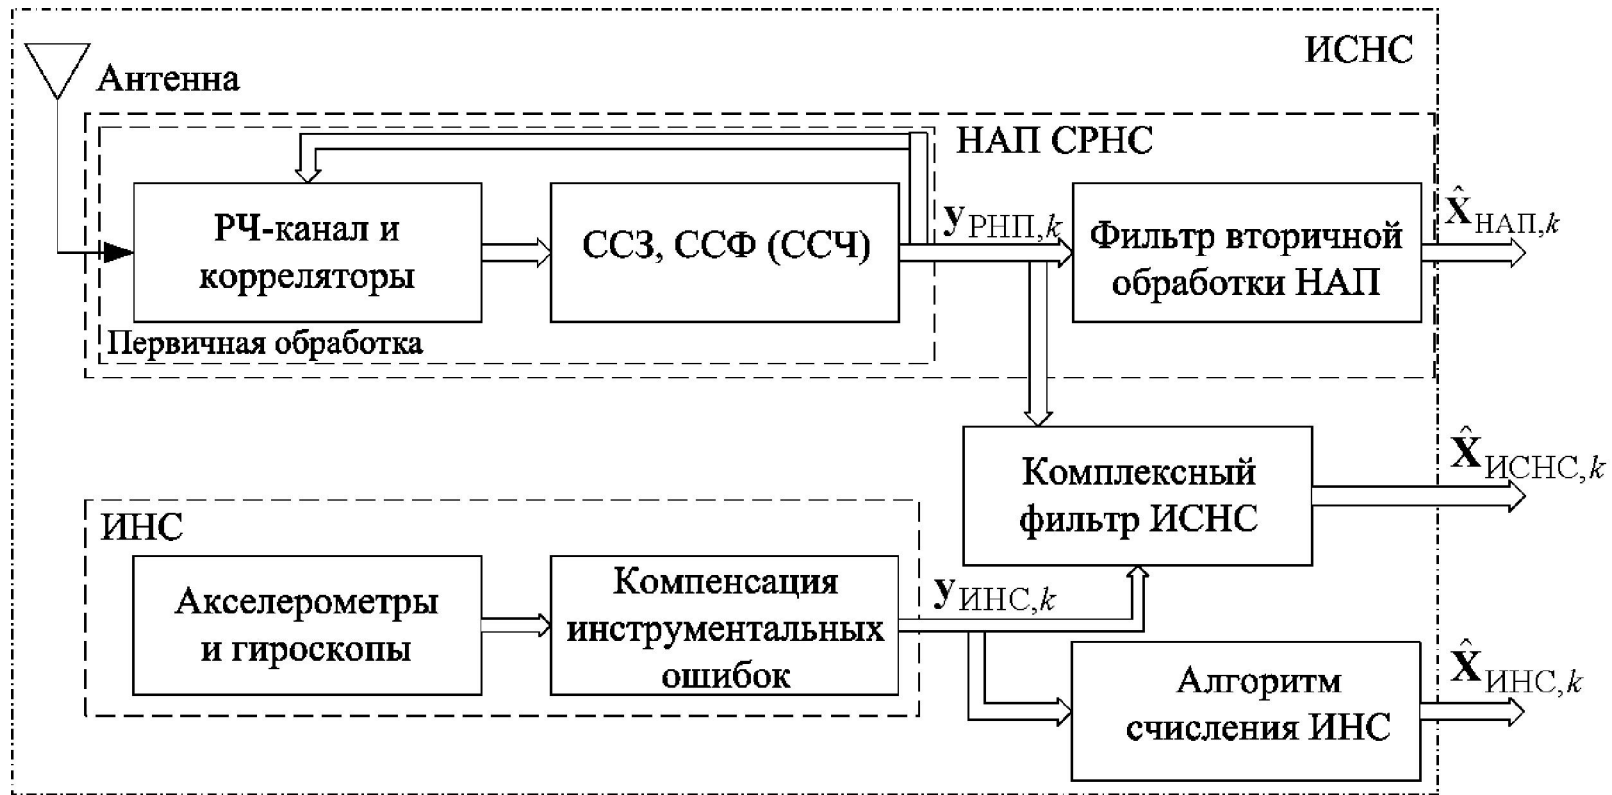 ИСНС
Антенна
НАП СРНС
РЧ-канал и
корреляторы
ССЗ, ССФ (ССЧ)
yРНП,k
Фильтр вторичной
обработки НАП
X̂НАП,k
Первичная обработка
Комплексный
фильтр ИСНС
X̂ИСНС,k
ИНС
Акселерометры
и гироскопы
Компенсация
инструментальных
ошибок
yИНС,k
Алгоритм
счисления ИНС
X̂ИНС,k